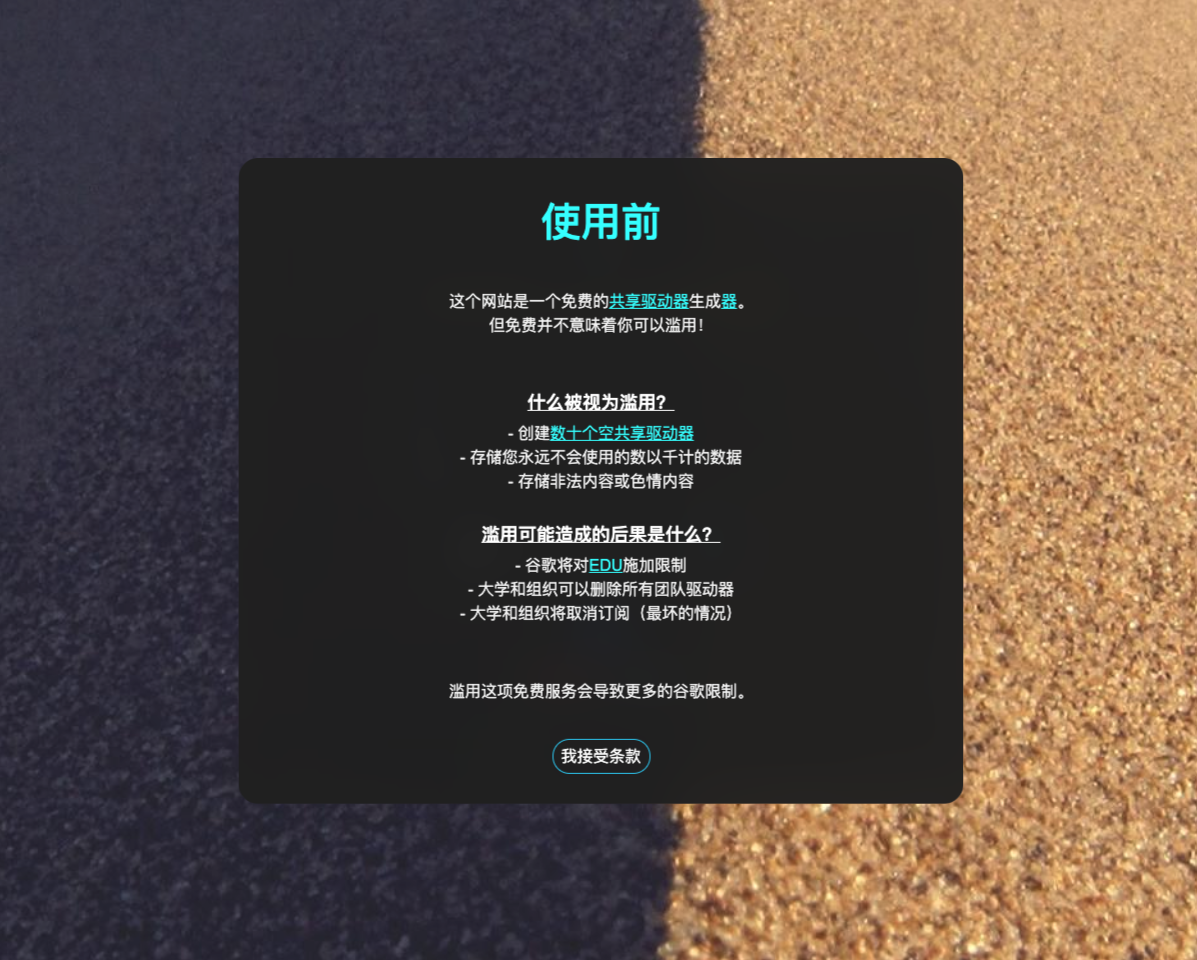 使用前
这个网站是一个免费的共享驱动器生成器。
但免费并不意味着你可以滥用！
什么被视为滥用？
- 创建数十个空共享驱动器
- 存储您永远不会使用的数以千计的数据
- 存储非法内容或色情内容
滥用可能造成的后果是什么？
- 谷歌将对EDU施加限制
- 大学和组织可以删除所有团队驱动器
- 大学和组织将取消订阅（最坏的情况）
滥用这项免费服务会导致更多的谷歌限制。
我接受条款